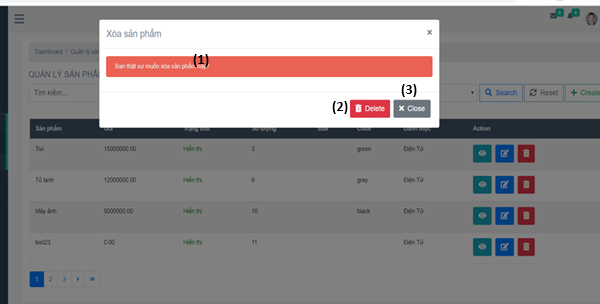 Xóa sản phẩm
×
(1)
Bạn thật sự muốn xóa sản phẩm
(2) Delete
(3)
Close
Dashboard / Quản lý
QUẢN LÝ SẢN
Tìm kiếm...
Search Reset + Create
Sản phẩm Giá Trạng thái Số lượng Size Color Danh mục Action
Tivi 15000000.00 Hiển thị 3 green Điện Tử
Tủ lạnh 12000000.00 Hiển thị 9 gray Điện Tử
Máy ảnh 5000000.00 Hiển thị 10 black Điện Tử
test23 0.00 Hiển thị 11 Điện Tử
1 2 3 › »